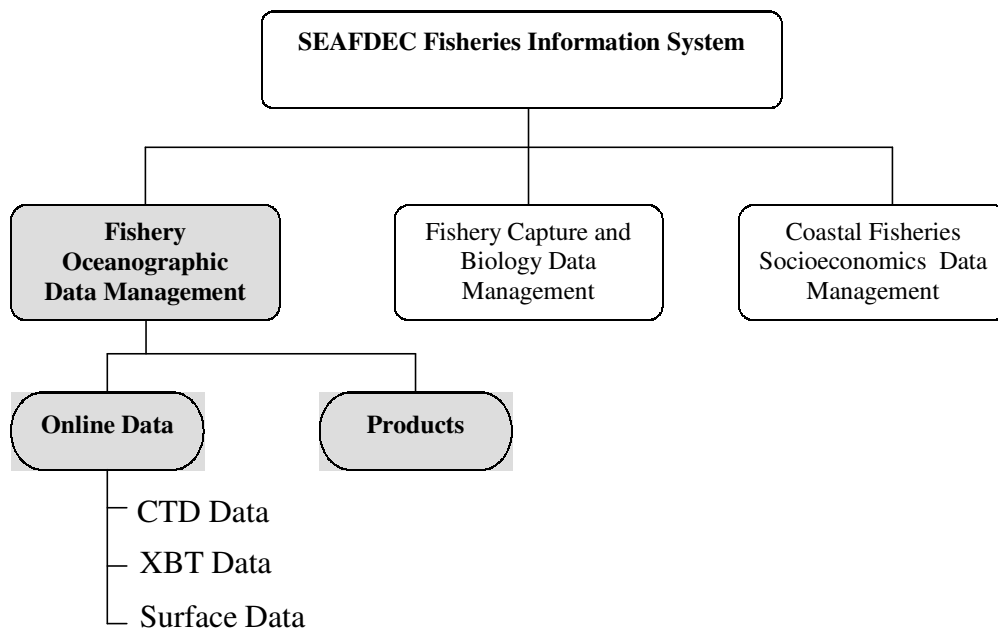 SEAFDEC Fisheries Information System
Fishery
Oceanographic
Data Management
Fishery Capture and
Biology Data
Management
Coastal Fisheries
Socioeconomics Data
Management
Online Data
Products
CTD Data
XBT Data
Surface Data